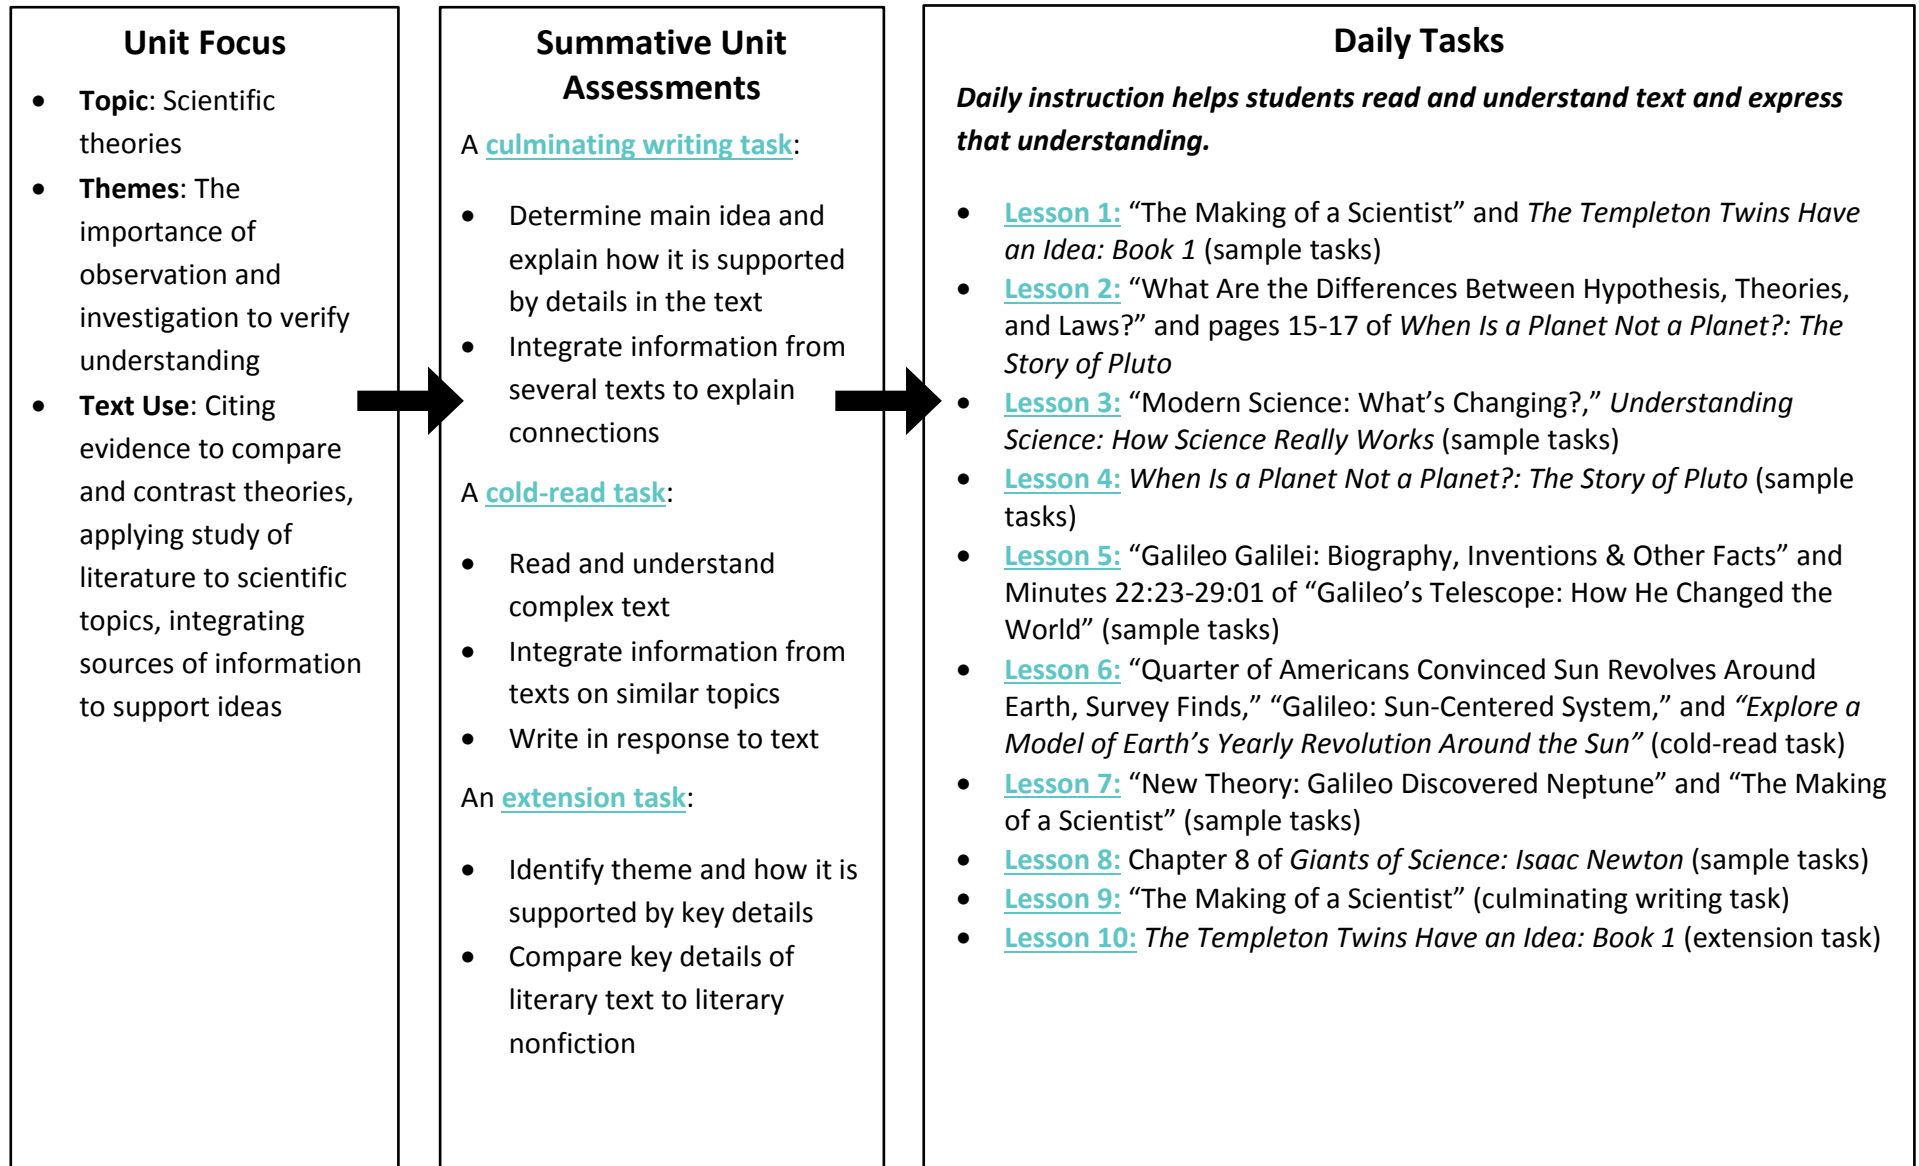 Unit Focus
• Topic: Scientific
theories
• Themes: The
importance of
observation and
investigation to verify
understanding
• Text Use: Citing
evidence to compare
and contrast theories,
applying study of
literature to scientific
topics, integrating
sources of information
to support ideas
Summative Unit
Assessments
A culminating writing task:
• Determine main idea and
explain how it is supported
by details in the text
• Integrate information from
several texts to explain
connections
A cold-read task:
• Read and understand
complex text
• Integrate information from
texts on similar topics
• Write in response to text
An extension task:
• Identify theme and how it is
supported by key details
• Compare key details of
literary text to literary
nonfiction
Daily Tasks
Daily instruction helps students read and understand text and express
that understanding.
• Lesson 1: “The Making of a Scientist” and The Templeton Twins Have
an Idea: Book 1 (sample tasks)
• Lesson 2: “What Are the Differences Between Hypothesis, Theories,
and Laws?” and pages 15-17 of When Is a Planet Not a Planet?: The
Story of Pluto
• Lesson 3: “Modern Science: What’s Changing?,” Understanding
Science: How Science Really Works (sample tasks)
• Lesson 4: When Is a Planet Not a Planet?: The Story of Pluto (sample
tasks)
• Lesson 5: “Galileo Galilei: Biography, Inventions & Other Facts” and
Minutes 22:23-29:01 of “Galileo’s Telescope: How He Changed the
World” (sample tasks)
• Lesson 6: “Quarter of Americans Convinced Sun Revolves Around
Earth, Survey Finds,” “Galileo: Sun-Centered System,” and “Explore a
Model of Earth’s Yearly Revolution Around the Sun” (cold-read task)
• Lesson 7: “New Theory: Galileo Discovered Neptune” and “The Making
of a Scientist” (sample tasks)
• Lesson 8: Chapter 8 of Giants of Science: Isaac Newton (sample tasks)
• Lesson 9: “The Making of a Scientist” (culminating writing task)
• Lesson 10: The Templeton Twins Have an Idea: Book 1 (extension task)